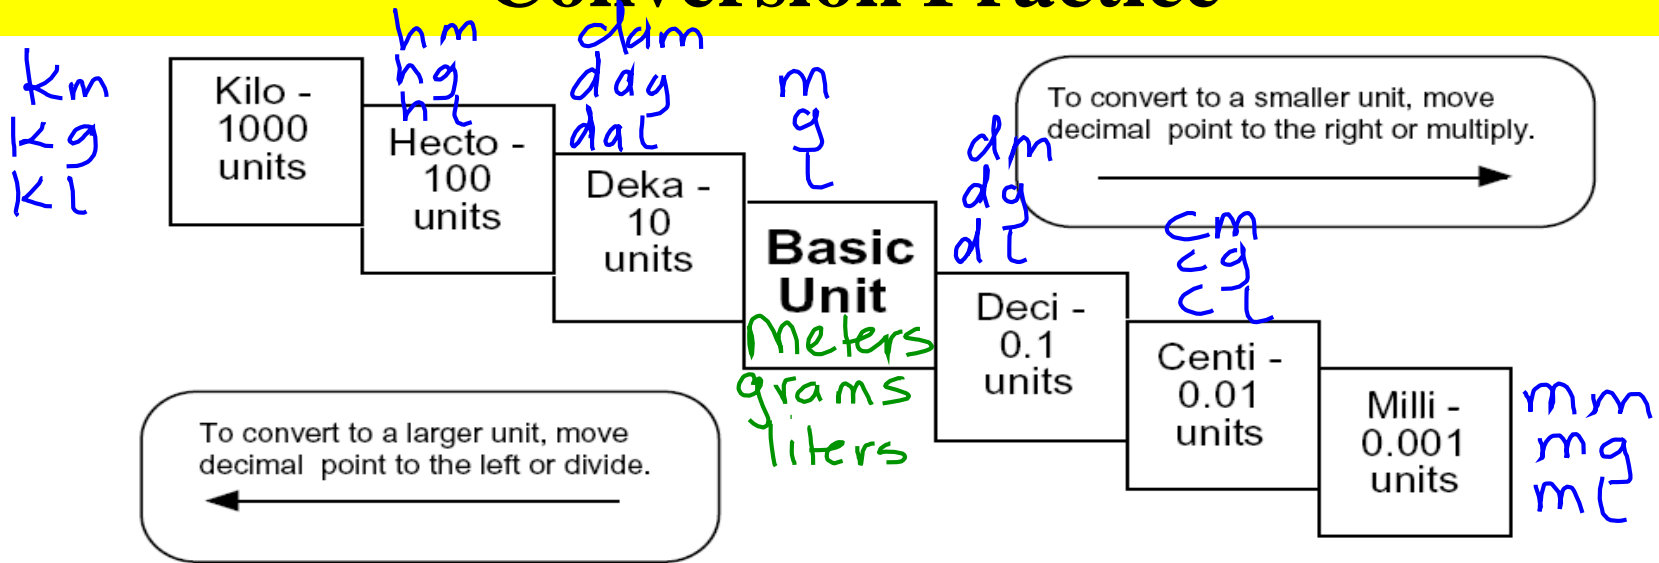 Conversion Practice
km
kg
kl
Kilo -
1000
units
hm
hg
hl
Hecto -
100
units
dam
dag
dal
Deka -
10
units
m
g
L
Basic
Unit
Meters
grams
liters
dm
dg
dl
Deci -
0.1
units
cm
cg
cl
Centi -
0.01
units
Milli -
0.001
units
mm
mg
ml
To convert to a smaller unit, move
decimal point to the right or multiply.
To convert to a larger unit, move
decimal point to the left or divide.